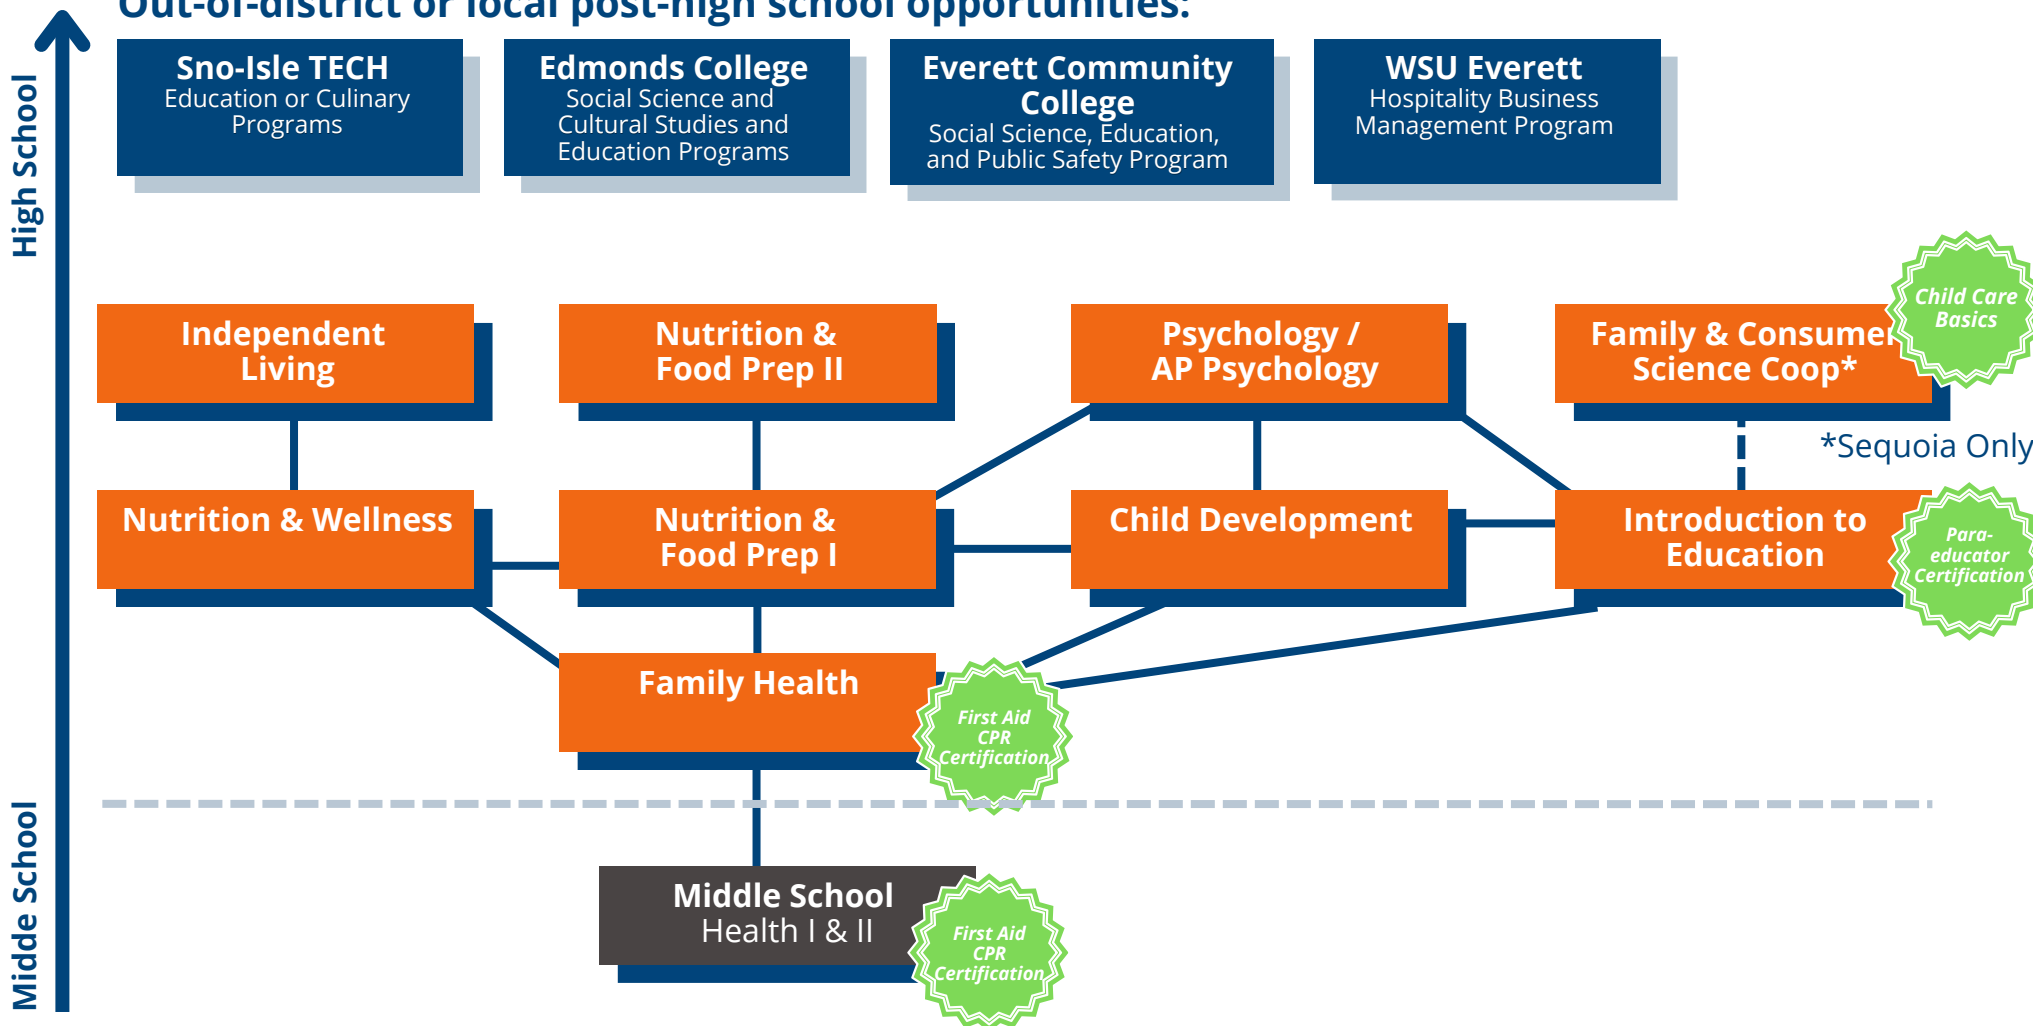 Out-of-district or local post-high school opportunities:
High School
Sno-Isle TECH
Education or Culinary
Programs
Edmonds College
Social Science and
Cultural Studies and
Education Programs
Everett Community
College
Social Science, Education,
and Public Safety Program
WSU Everett
Hospitality Business
Management Program
Independent
Living
Nutrition &
Food Prep II
Psychology /
AP Psychology
Family & Consumer
Science Coop*
Child Care
Basics
*Sequoia Only
Nutrition & Wellness
Nutrition &
Food Prep I
Child Development
Introduction to
Education
Para-
educator
Certification
Family Health
First Aid
CPR
Certification
Midde School
Middle School
Health I & II
First Aid
CPR
Certification